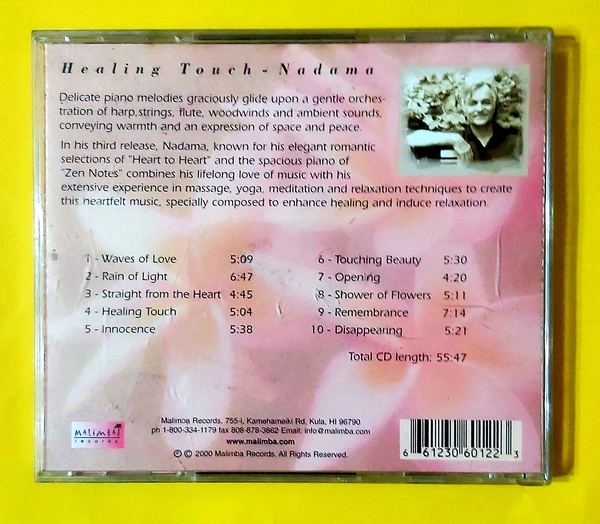 Healing Touch - Nadama
Delicate piano melodies graciously glide upon a gentle orches-
tration of harp, strings, flute, woodwinds and ambient sounds,
conveying warmth and an expression of space and peace.
In his third release, Nadama, known for his elegant romantic
selections of "Heart to Heart" and the spacious piano of
"Zen Notes" combines his lifelong love of music with his
extensive experience in massage, yoga, meditation and relaxation techniques to create
this heartfelt music, specially composed to enhance healing and induce relaxation.
1 - Waves of Love 5:09
2 - Rain of Light 6:47
3 - Straight from the Heart 4:45
4 - Healing Touch 5:04
5 - Innocence 5:38
6 - Touching Beauty 5:30
7 - Opening 4:20
8 - Shower of Flowers 5:11
9 - Remembrance 7:14
10 - Disappearing 5:21
Total CD length: 55:47
MALIMBA
records
Malimba Records, 755-i, Kamehameiki Rd, Kula, HI 96790
ph 1-800-334-1179 fax 808-878-3862 Email: info@malimba.com
www.malimba.com
℗ © 2000 Malimba Records. All Rights Reserved.
6 61230 60122 3